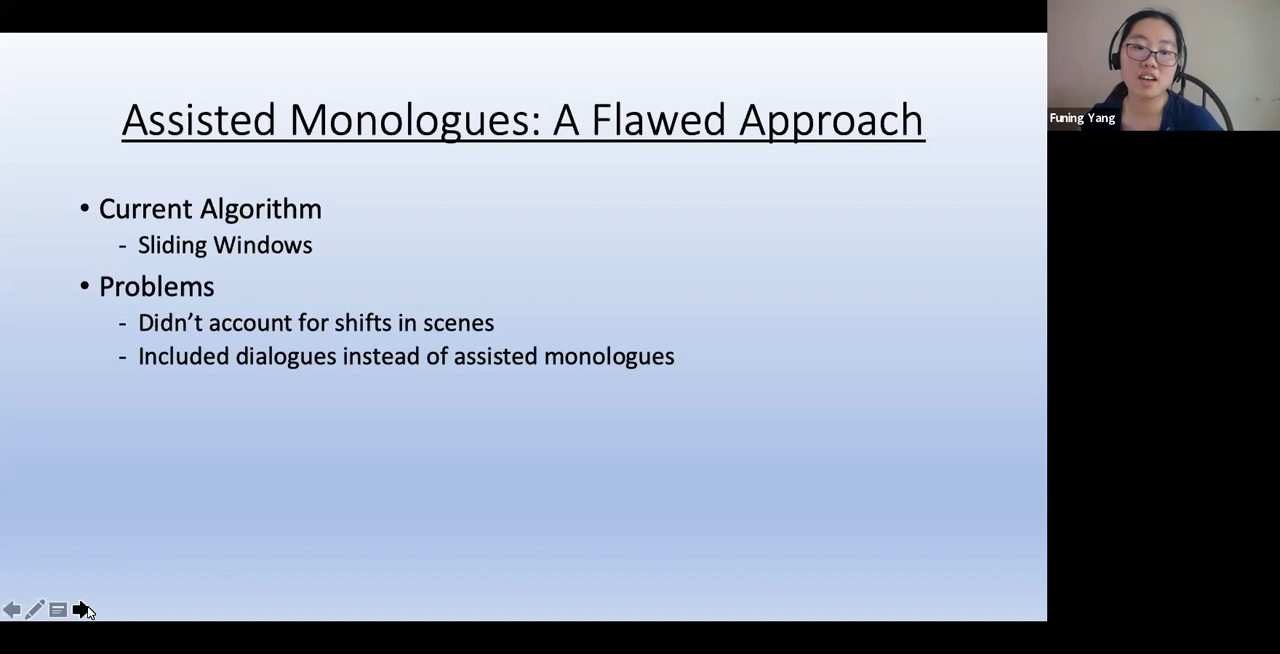 Assisted Monologues: A Flawed Approach
• Current Algorithm
- Sliding Windows
• Problems
- Didn’t account for shifts in scenes
- Included dialogues instead of assisted monologues
Funing Yang